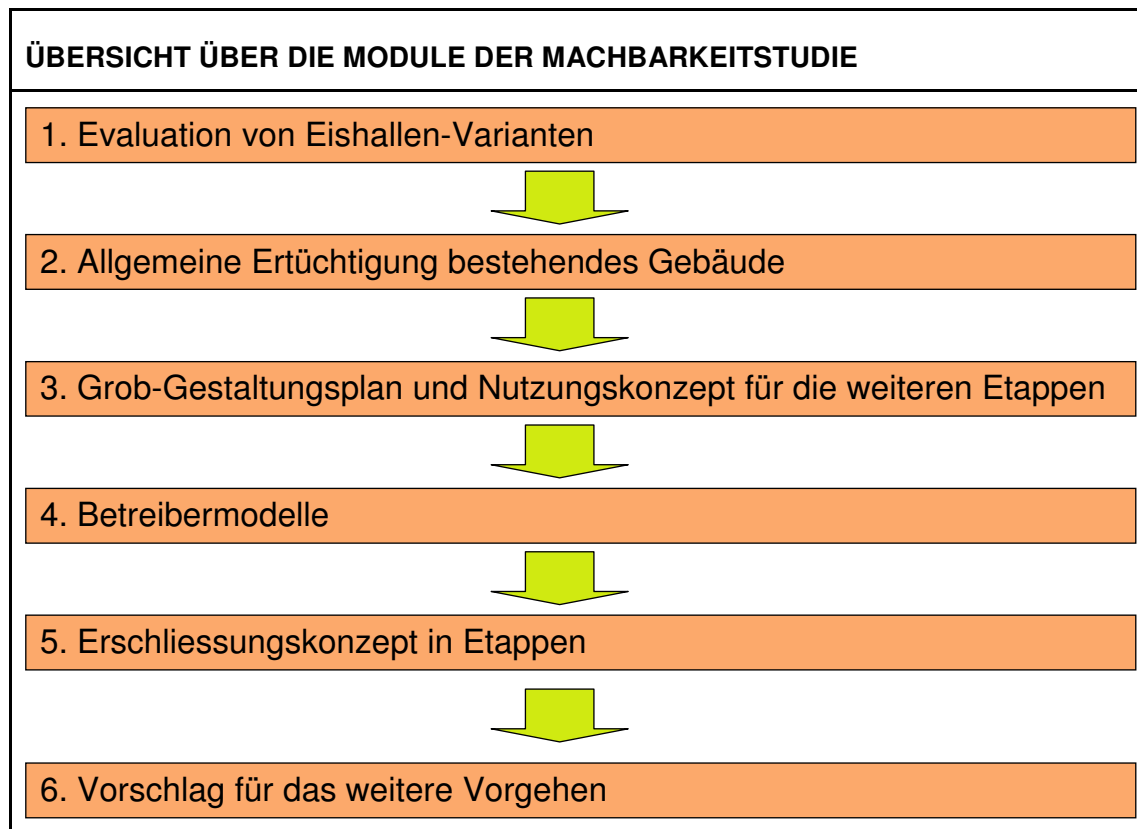 ÜBERSICHT ÜBER DIE MODULE DER MACHBARKEITSTUDIE
1. Evaluation von Eishallen-Varianten
2. Allgemeine Ertüchtigung bestehendes Gebäude
3. Grob-Gestaltungsplan und Nutzungskonzept für die weiteren Etappen
4. Betreibermodelle
5. Erschliessungskonzept in Etappen
6. Vorschlag für das weitere Vorgehen